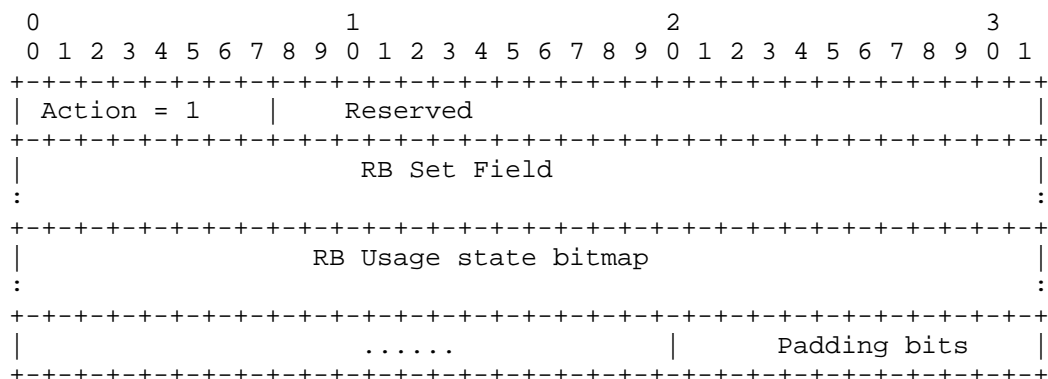 0                   1                   2                   3
 0 1 2 3 4 5 6 7 8 9 0 1 2 3 4 5 6 7 8 9 0 1 2 3 4 5 6 7 8 9 0 1
+-+-+-+-+-+-+-+-+-+-+-+-+-+-+-+-+-+-+-+-+-+-+-+-+-+-+-+-+-+-+-+-+
| Action = 1    |    Reserved                                   |
+-+-+-+-+-+-+-+-+-+-+-+-+-+-+-+-+-+-+-+-+-+-+-+-+-+-+-+-+-+-+-+-+
|                     RB Set Field                              |
:                                                               :
+-+-+-+-+-+-+-+-+-+-+-+-+-+-+-+-+-+-+-+-+-+-+-+-+-+-+-+-+-+-+-+-+
|                  RB Usage state bitmap                        |
:                                                               :
+-+-+-+-+-+-+-+-+-+-+-+-+-+-+-+-+-+-+-+-+-+-+-+-+-+-+-+-+-+-+-+-+
|                     ......              |      Padding bits   |
+-+-+-+-+-+-+-+-+-+-+-+-+-+-+-+-+-+-+-+-+-+-+-+-+-+-+-+-+-+-+-+-+